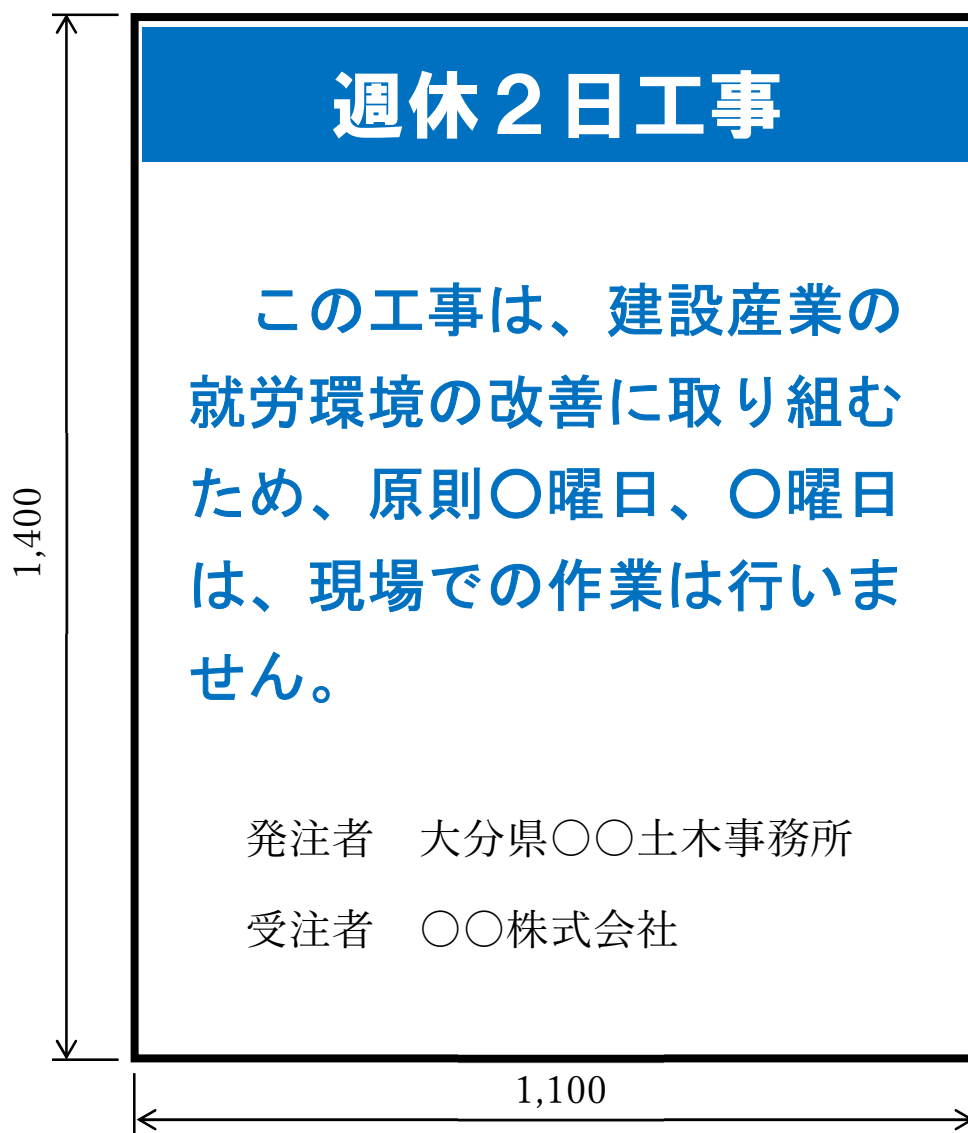 週休２日工事
この工事は、建設産業の
就労環境の改善に取り組む
ため、原則〇曜日、〇曜日
は、現場での作業は行いま
せん。
発注者　大分県○○土木事務所
受注者　○○株式会社
1,400
1,100